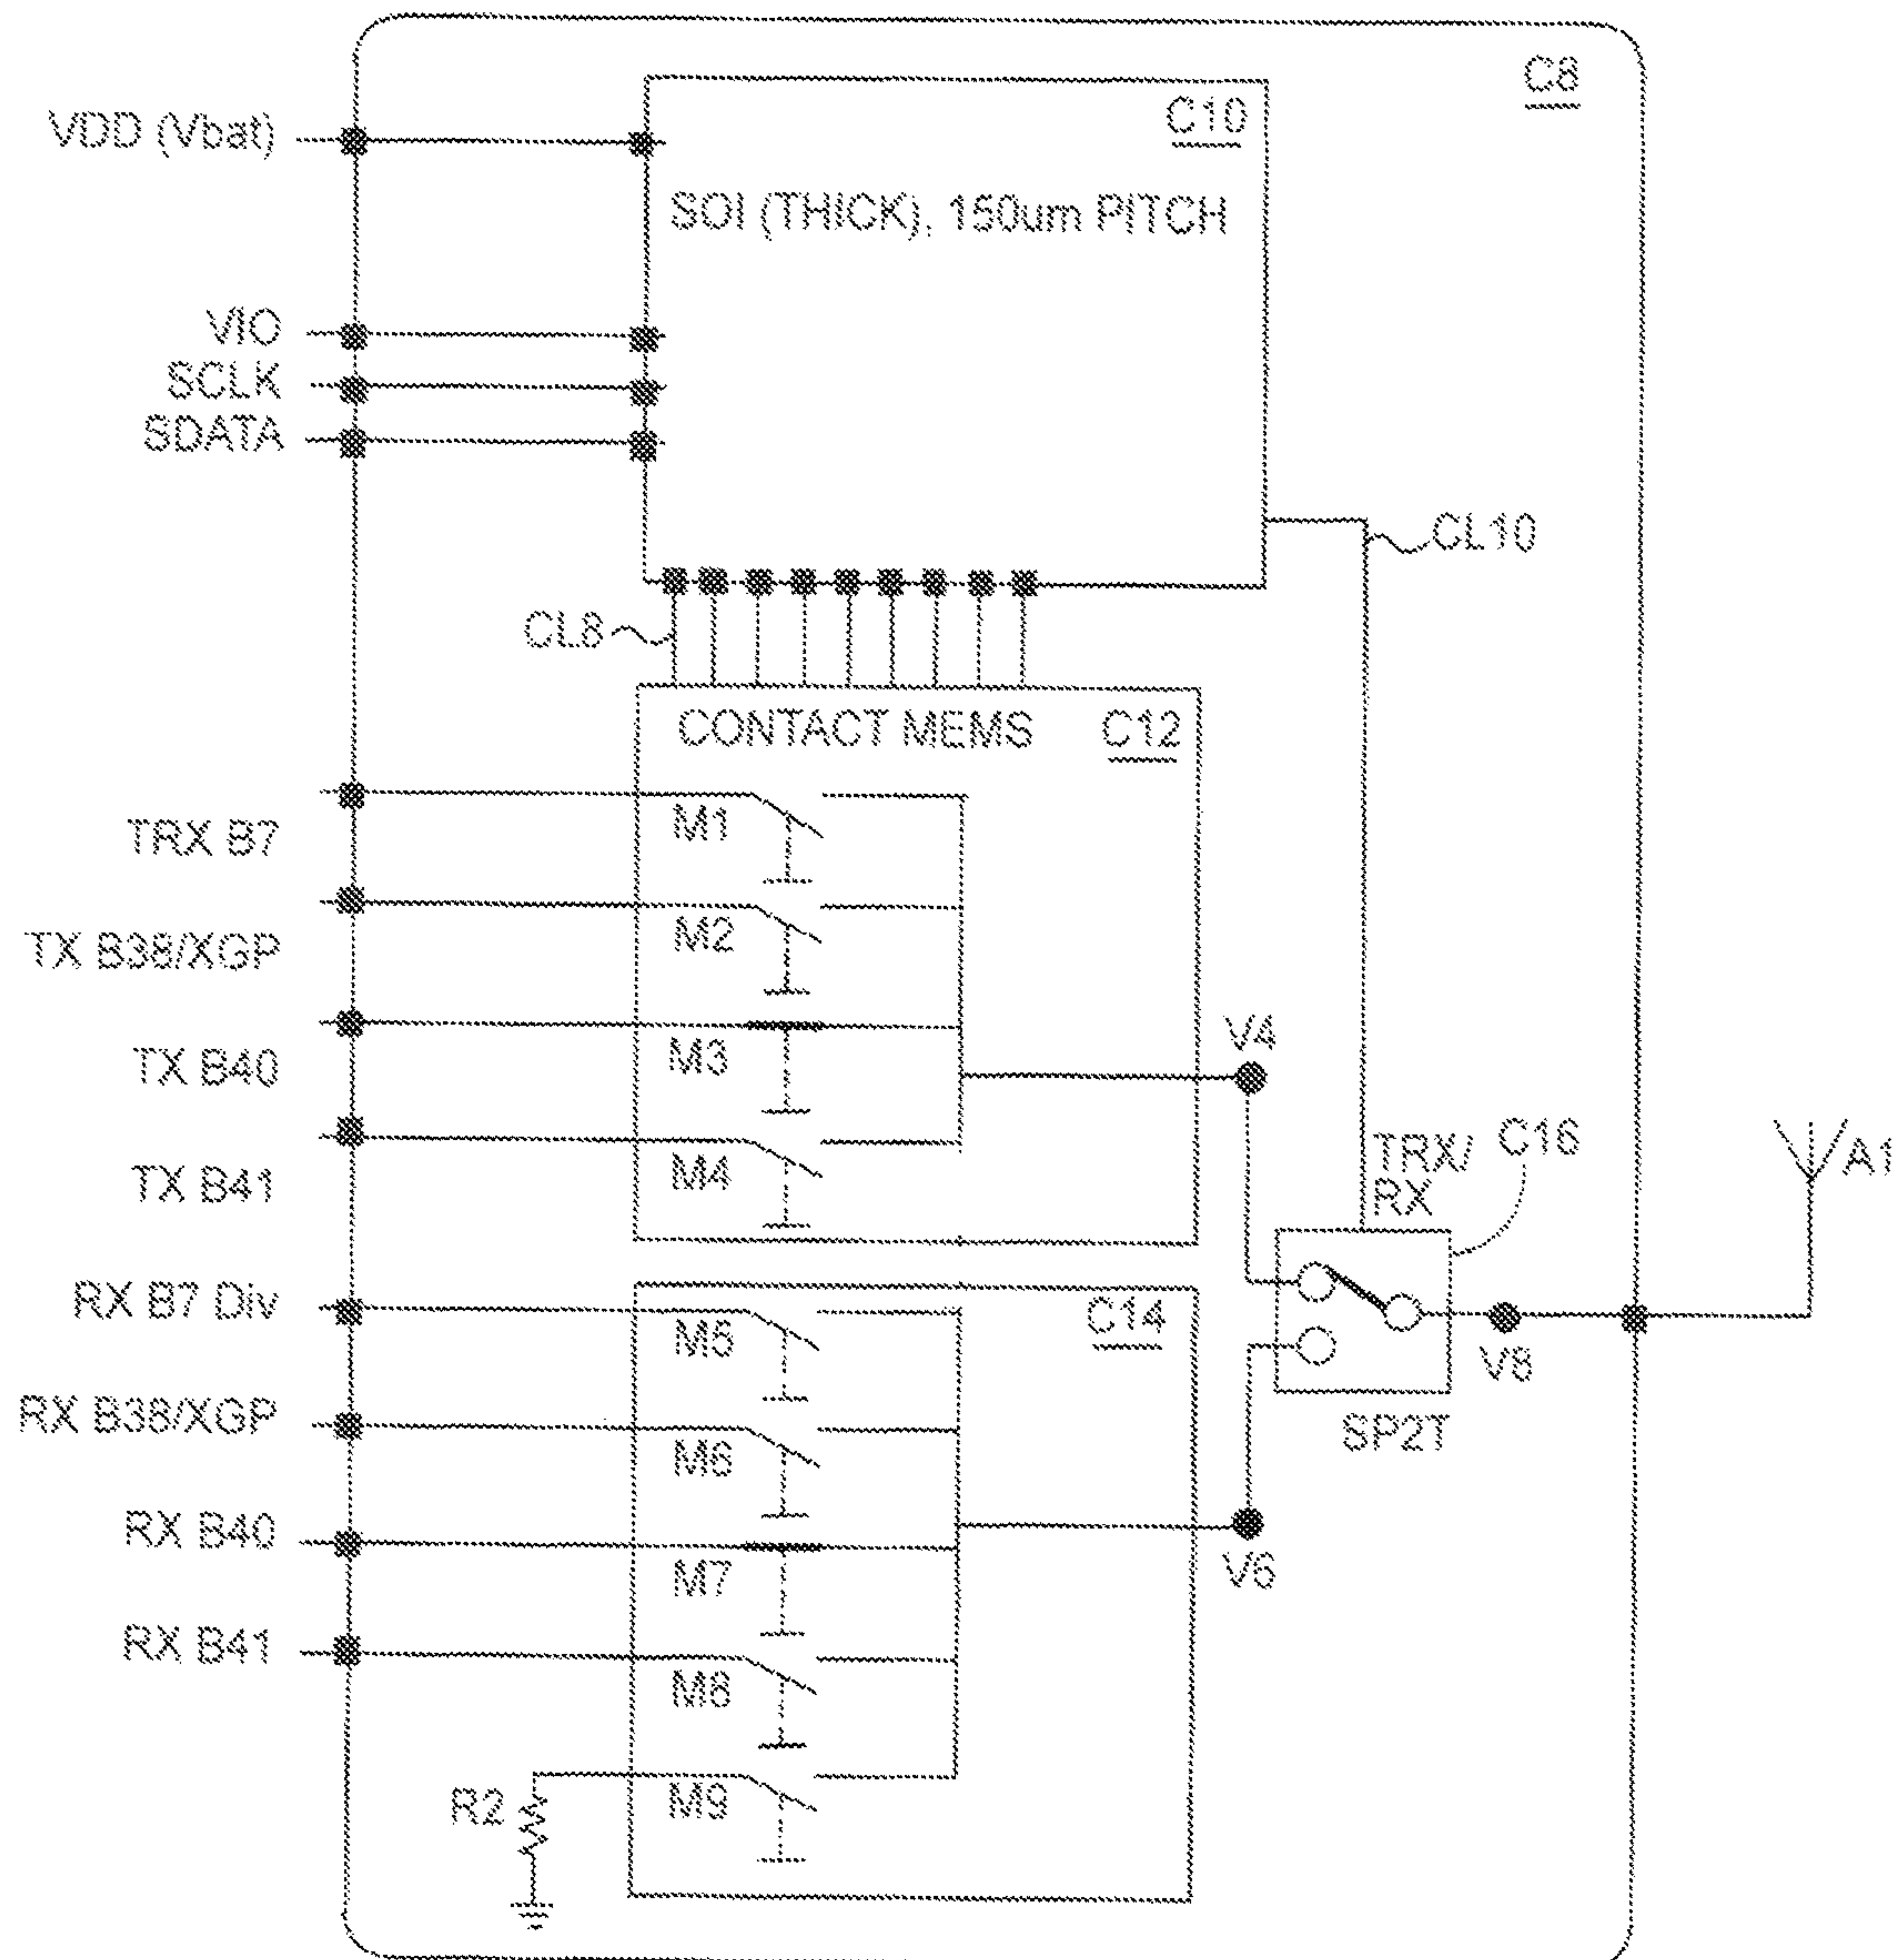 C8
VDD (Vbat)
C10
SOI (THICK), 150um PITCH
VIO
SCLK
SDATA
CL10
CL8
CONTACT MEMS
C12
M1
TRX B7
M2
TX B38/XGP
V4
M3
TX B40
TRX/
RX
C16
A1
M4
TX B41
RX B7 Div
C14
M5
V8
RX B38/XGP
SP2T
M6
RX B40
V6
M7
RX B41
M8
R2
M9